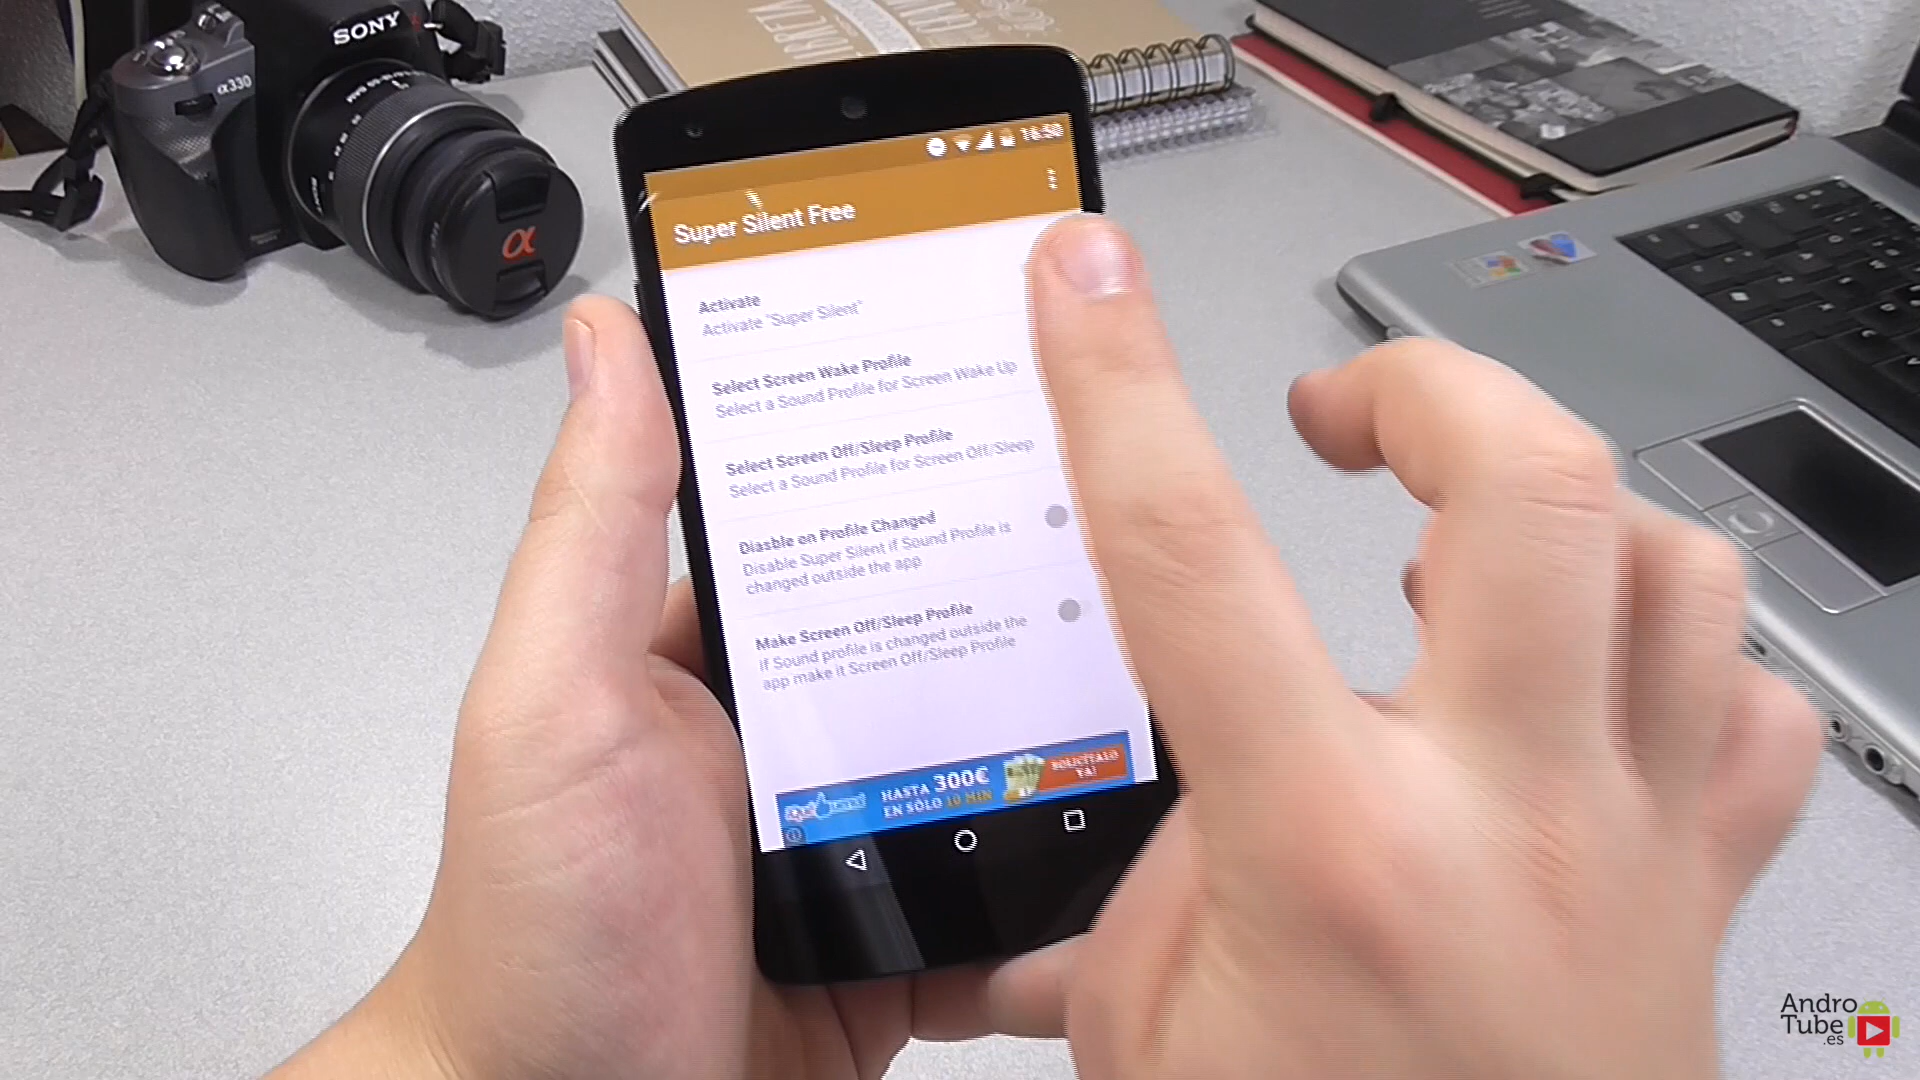 SONY
α330
16:50
Super Silent Free
Activate
Activate "Super Silent"
Select Screen Wake Profile
Select a Sound Profile for Screen Wake Up
Select Screen Off/Sleep Profile
Select a Sound Profile for Screen Off/Sleep
Diasble on Profile Changed
Disable Super Silent if Sound Profile is
changed outside the app
Make Screen Off/Sleep Profile
If Sound profile is changed outside the
app make it Screen Off/Sleep Profile
HASTA 300€
EN SÓLO 10 MIN
SOLICÍTALO
YA!
α
Andro
Tube
.es